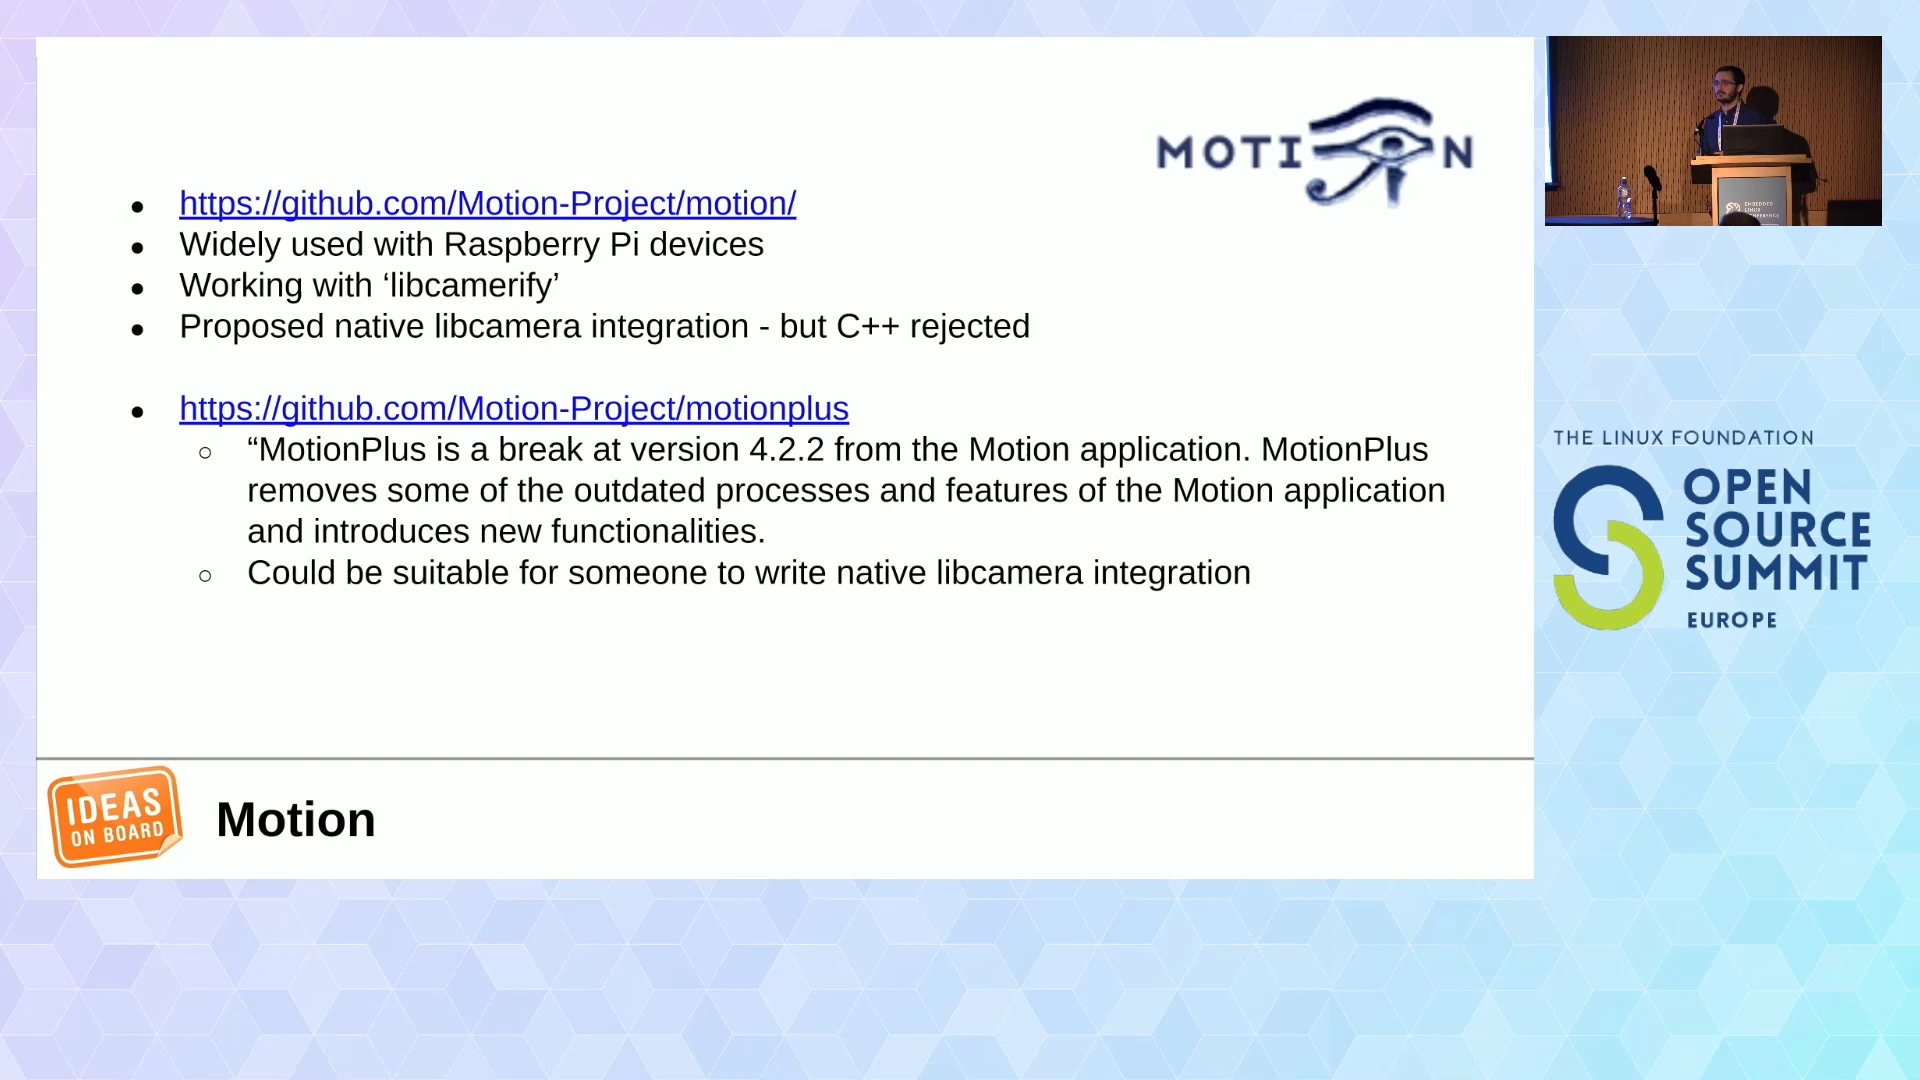 MOTION
https://github.com/Motion-Project/motion/
Widely used with Raspberry Pi devices
Working with ‘libcamerify’
Proposed native libcamera integration - but C++ rejected
https://github.com/Motion-Project/motionplus
“MotionPlus is a break at version 4.2.2 from the Motion application. MotionPlus
removes some of the outdated processes and features of the Motion application
and introduces new functionalities.
Could be suitable for someone to write native libcamera integration
IDEAS
ON BOARD
Motion
EMBEDDED
LINUX
CONFERENCE
THE LINUX FOUNDATION
OPEN
SOURCE
SUMMIT
EUROPE